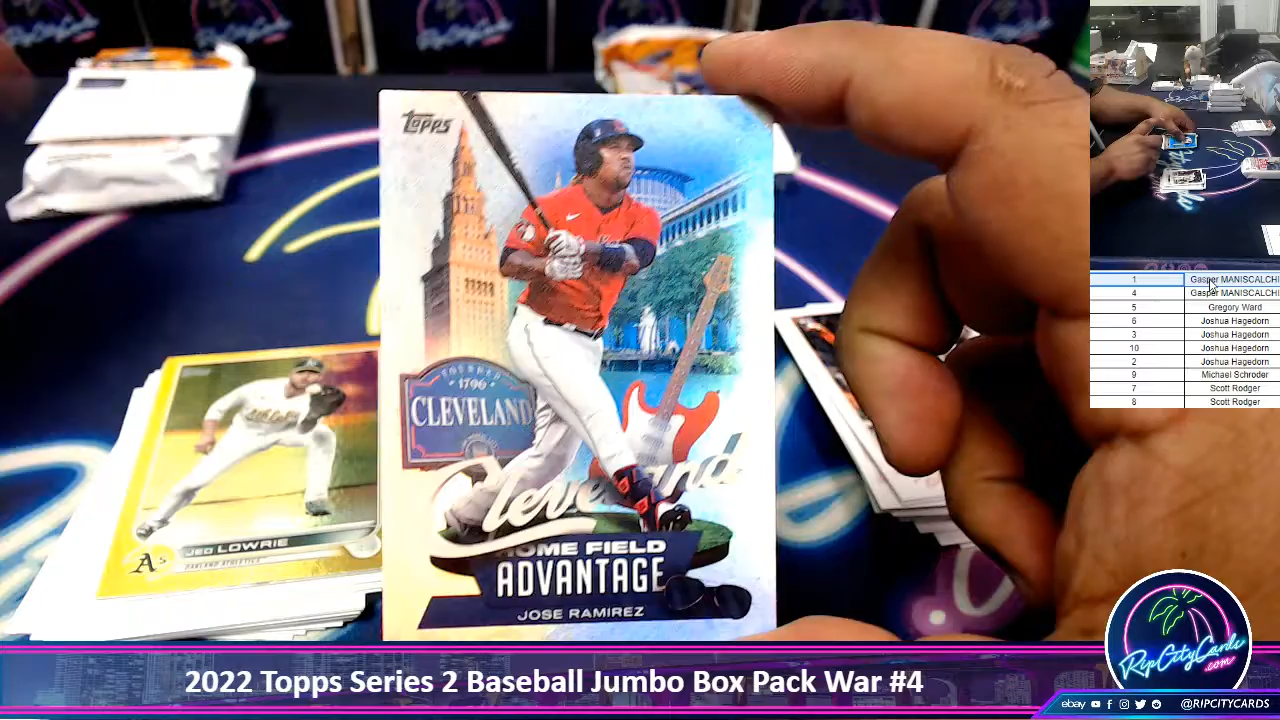 TOPPS
1796
CLEVELAND
Cleveland
HOME FIELD
ADVANTAGE
JOSE RAMIREZ
JED LOWRIE
OAKLAND ATHLETICS
A's
1 Gasper MANISCALCHI
4 Gasper MANISCALCHI
5 Gregory Ward
6 Joshua Hagedorn
3 Joshua Hagedorn
10 Joshua Hagedorn
2 Joshua Hagedorn
9 Michael Schroder
7 Scott Rodger
8 Scott Rodger
RipCityCards
.com
2022 Topps Series 2 Baseball Jumbo Box Pack War #4
ebay @RIPCITYCARDS